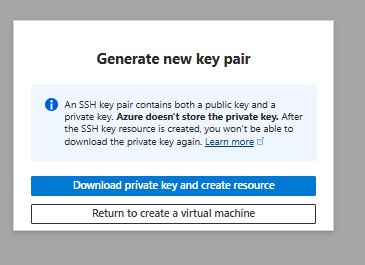 Generate new key pair
An SSH key pair contains both a public key and a
private key. Azure doesn't store the private key. After
the SSH key resource is created, you won't be able to
download the private key again. Learn more
Download private key and create resource
Return to create a virtual machine